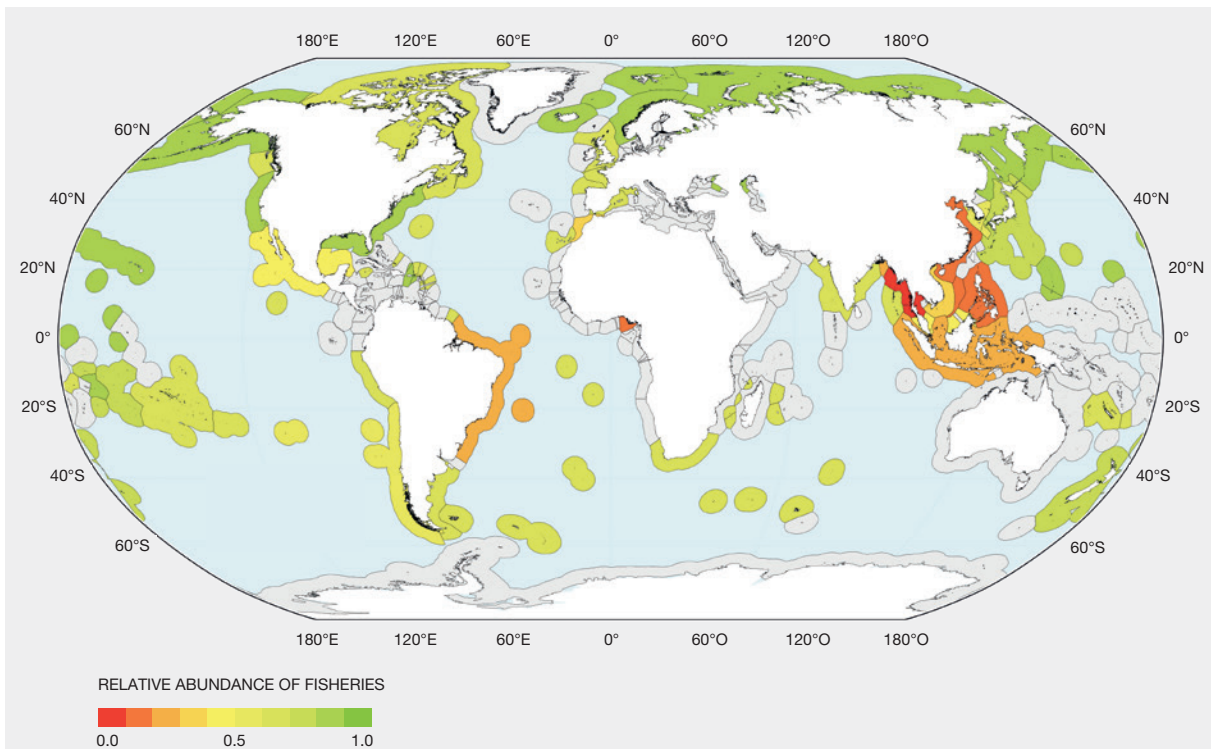 180°E 120°E 60°E 0° 60°O 120°O 180°O
60°N 60°N
40°N 40°N
20°N 20°N
0° 0°
20°S 20°S
40°S 40°S
60°S 60°S
180°E 120°E 60°E 0° 60°O 120°O 180°O
RELATIVE ABUNDANCE OF FISHERIES
0.0 0.5 1.0